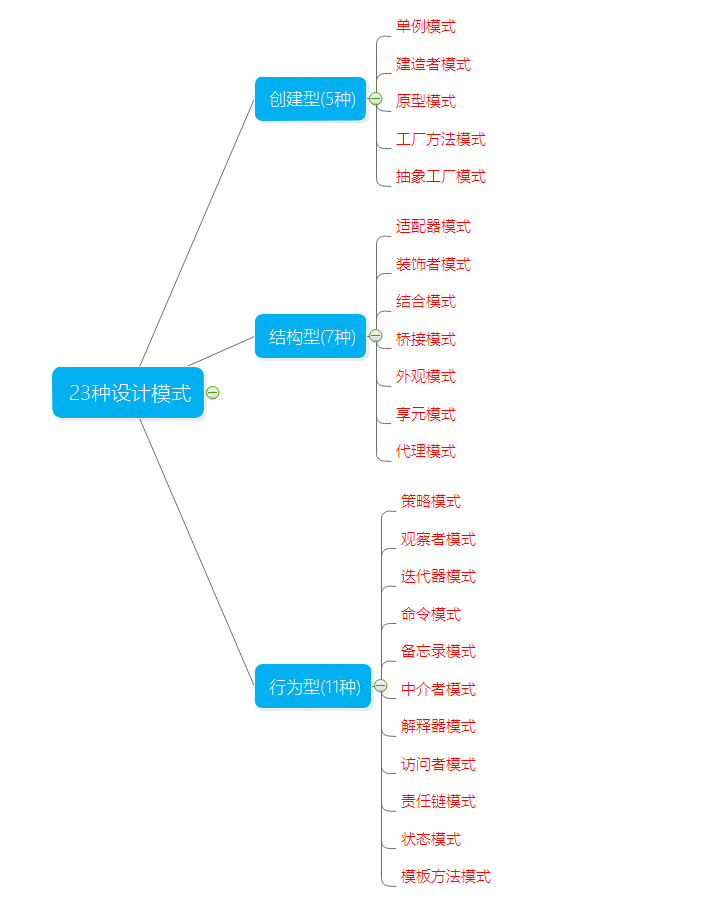 23种设计模式
创建型(5种)
单例模式
建造者模式
原型模式
工厂方法模式
抽象工厂模式
结构型(7种)
适配器模式
装饰者模式
结合模式
桥接模式
外观模式
享元模式
代理模式
行为型(11种)
策略模式
观察者模式
迭代器模式
命令模式
备忘录模式
中介者模式
解释器模式
访问者模式
责任链模式
状态模式
模板方法模式